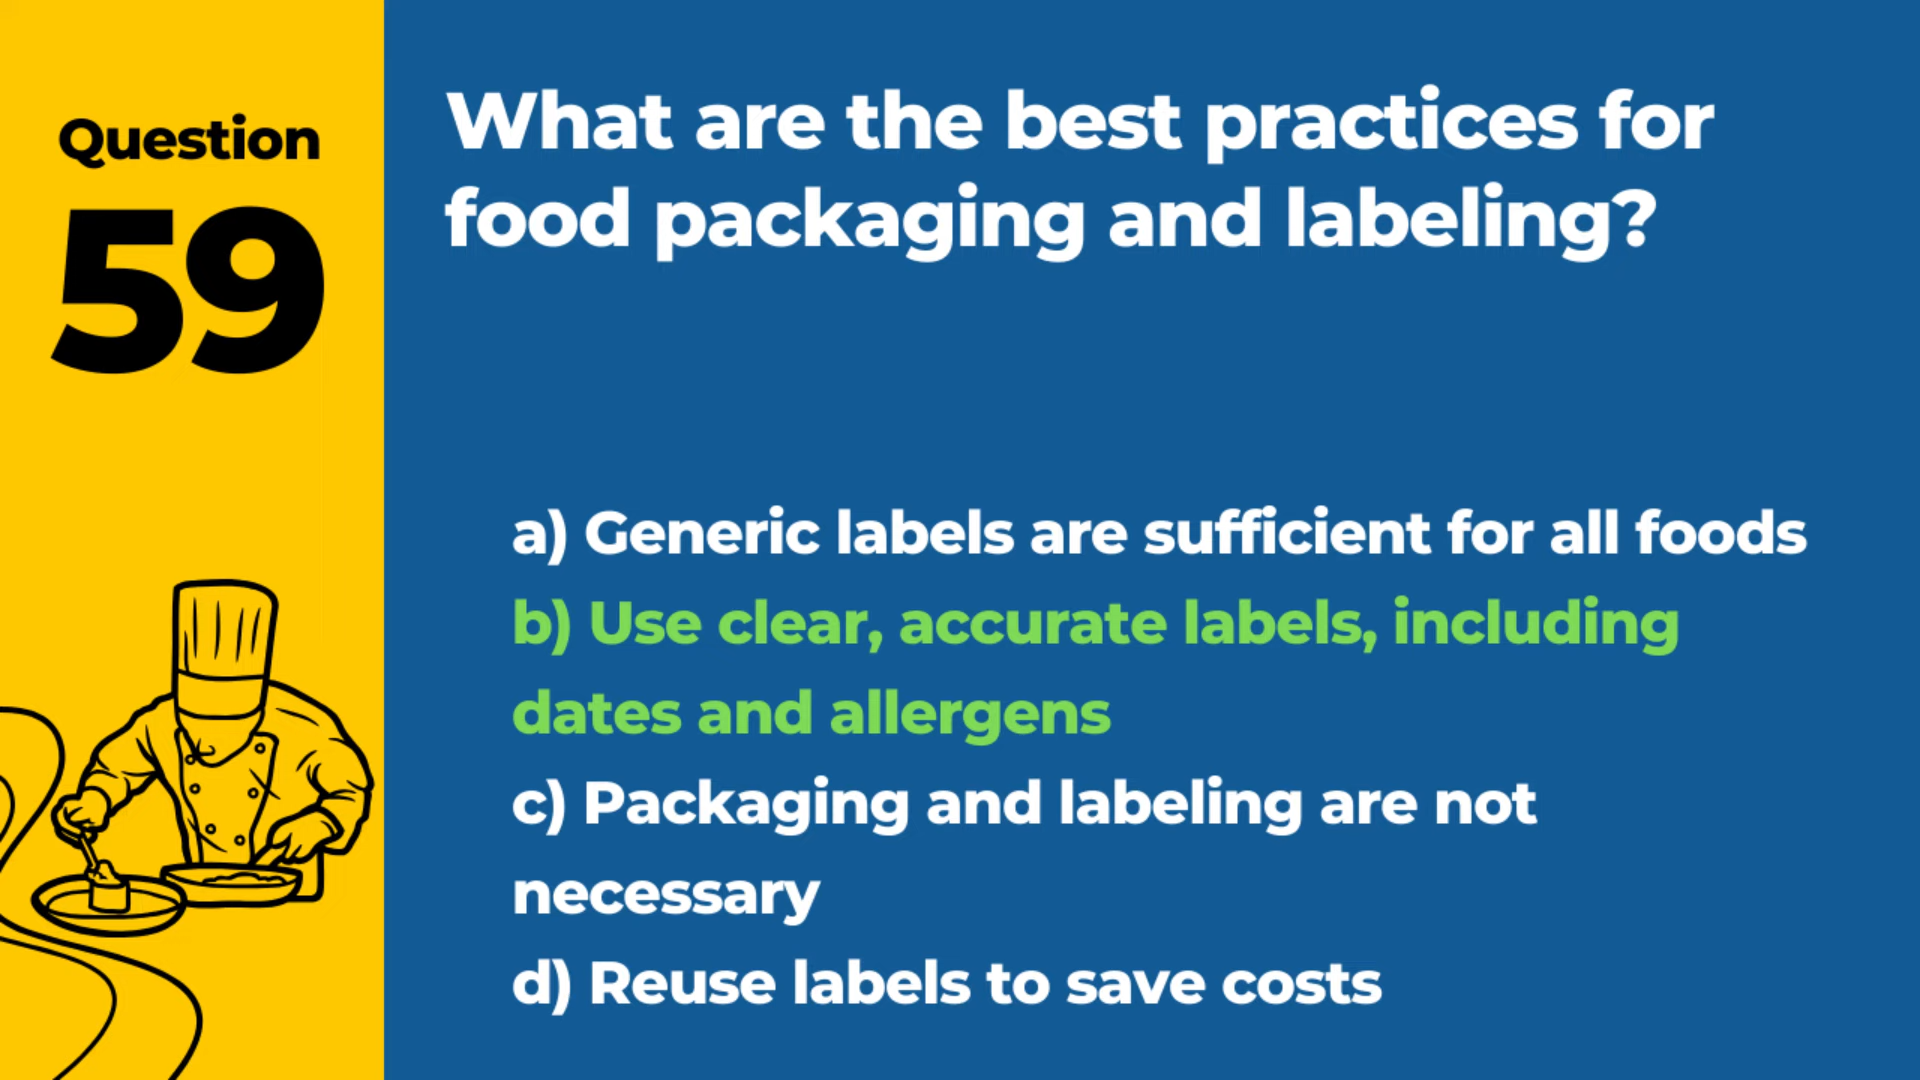 Question
59
What are the best practices for
food packaging and labeling?
a) Generic labels are sufficient for all foods
b) Use clear, accurate labels, including
dates and allergens
c) Packaging and labeling are not
necessary
d) Reuse labels to save costs